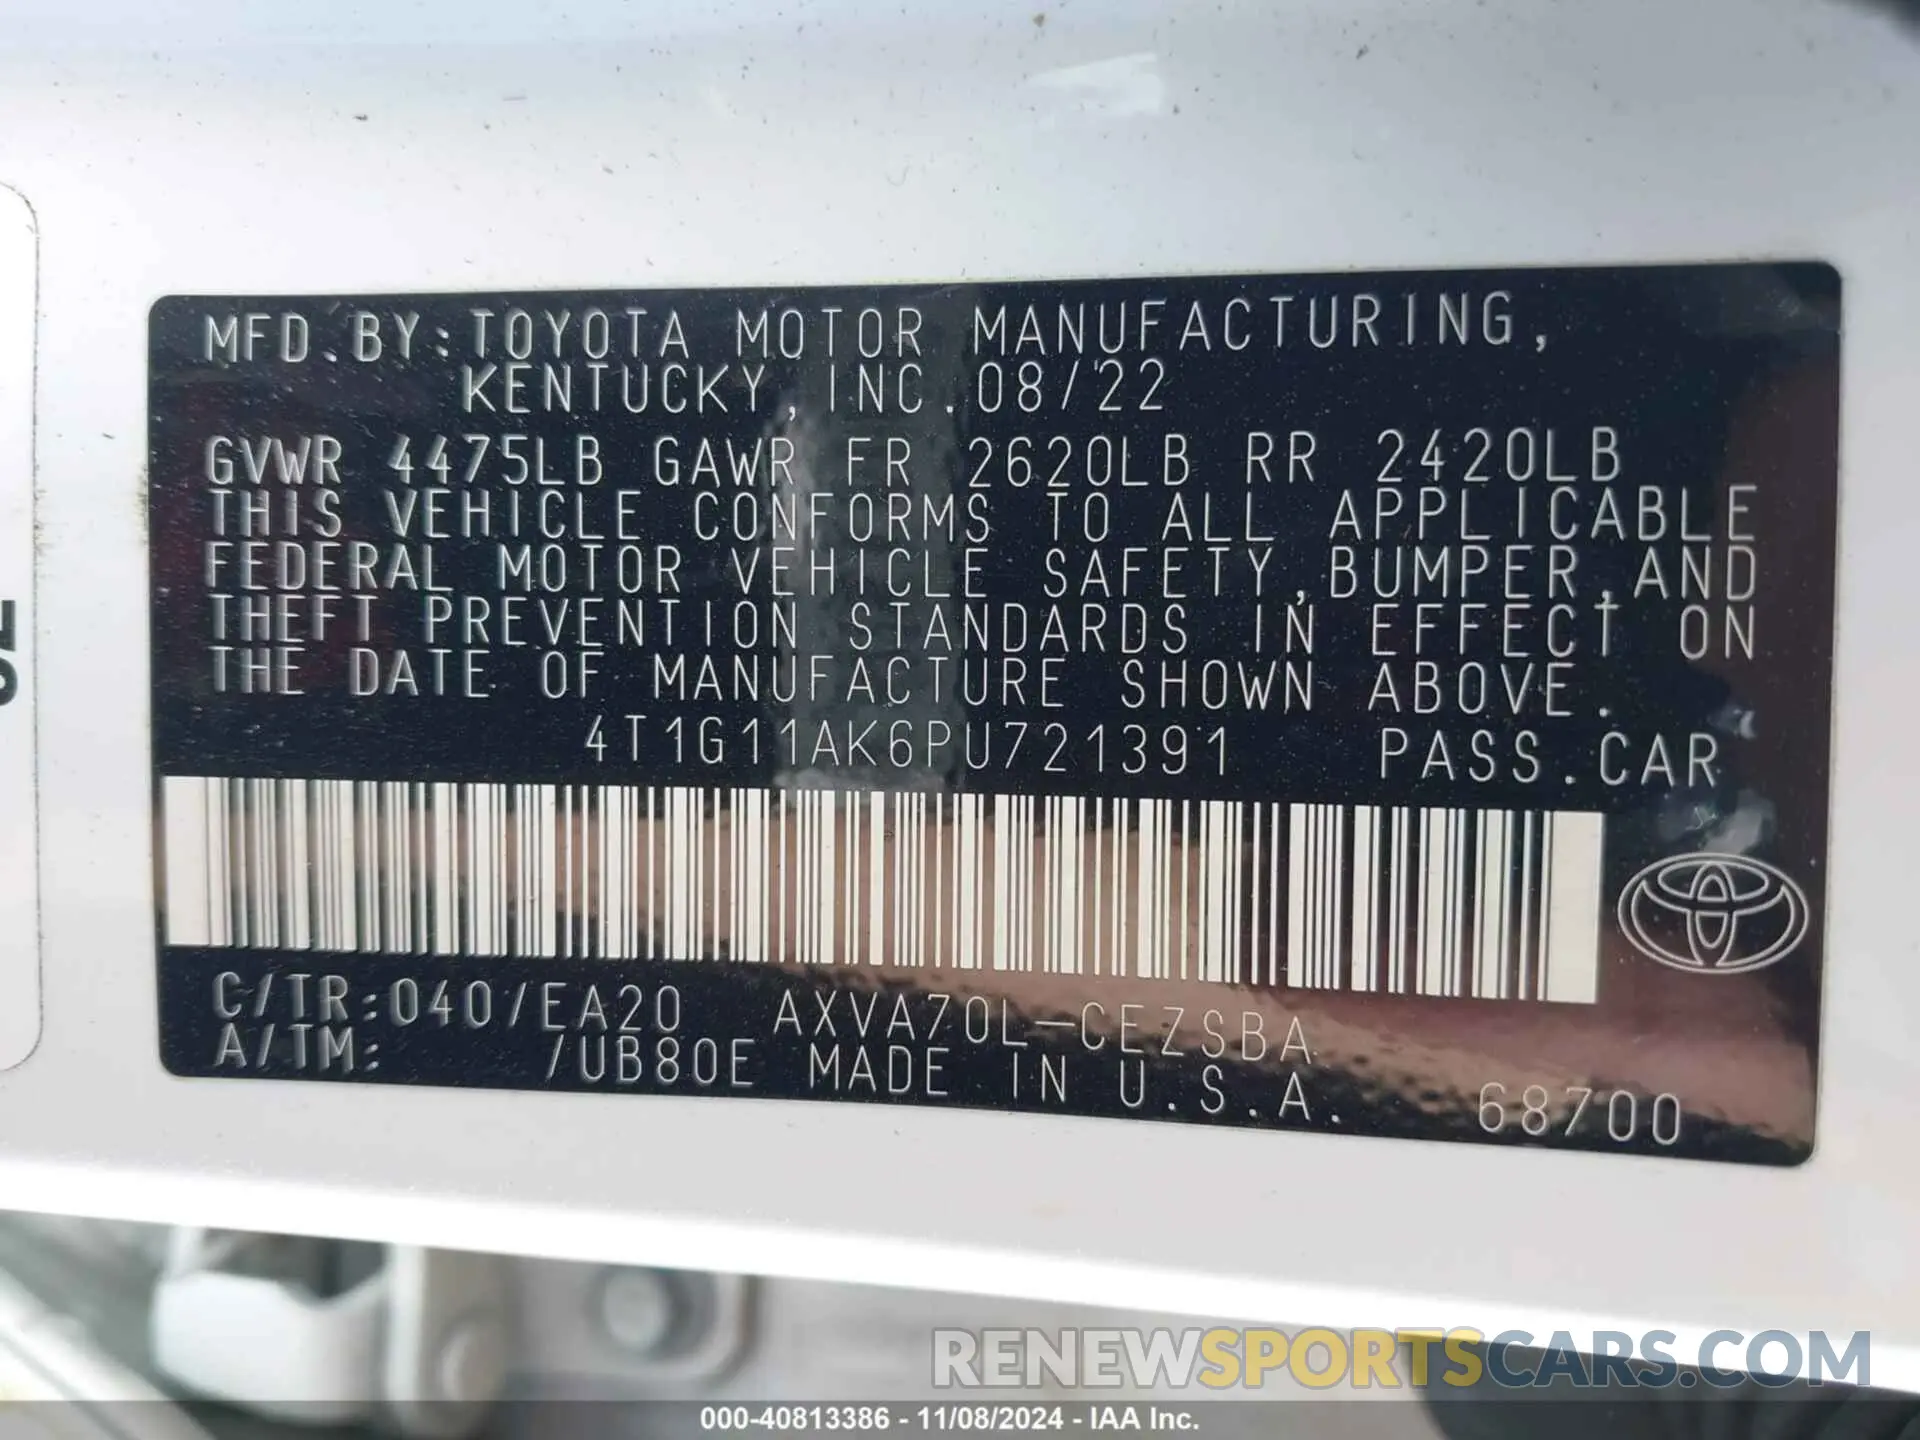 MFD.BY:TOYOTA MOTOR MANUFACTURING,
KENTUCKY, INC.08/22
GVWR 4475LB GAWR FR 2620LB RR 2420LB
THIS VEHICLE CONFORMS TO ALL APPLICABLE
FEDERAL MOTOR VEHICLE SAFETY,BUMPER,AND
THEFT PREVENTION STANDARDS IN EFFECT ON
THE DATE OF MANUFACTURE SHOWN ABOVE.
4T1G11AK6PU721391 PASS.CAR
C/TR:040/EA20 AXVA70L-CEZSBA
A/TM: /UB80E MADE IN U.S.A. 68700
RENEWSPORTSCARS.COM
000-40813386 - 11/08/2024 - IAA Inc.